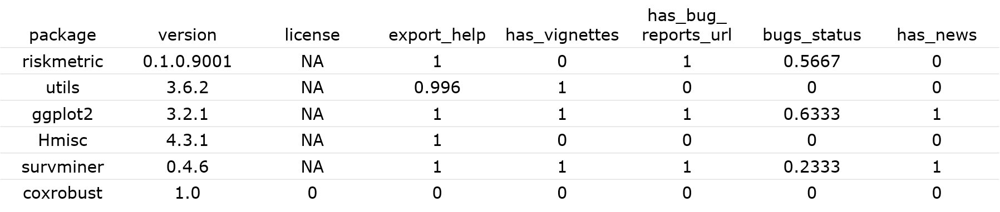 has_bug_
package version license export_help has_vignettes reports_url bugs_status has_news
riskmetric 0.1.0.9001 NA 1 0 1 0.5667 0
utils 3.6.2 NA 0.996 1 0 0 0
ggplot2 3.2.1 NA 1 1 1 0.6333 1
Hmisc 4.3.1 NA 1 0 0 0 0
survminer 0.4.6 NA 1 1 1 0.2333 1
coxrobust 1.0 0 0 0 0 0 0